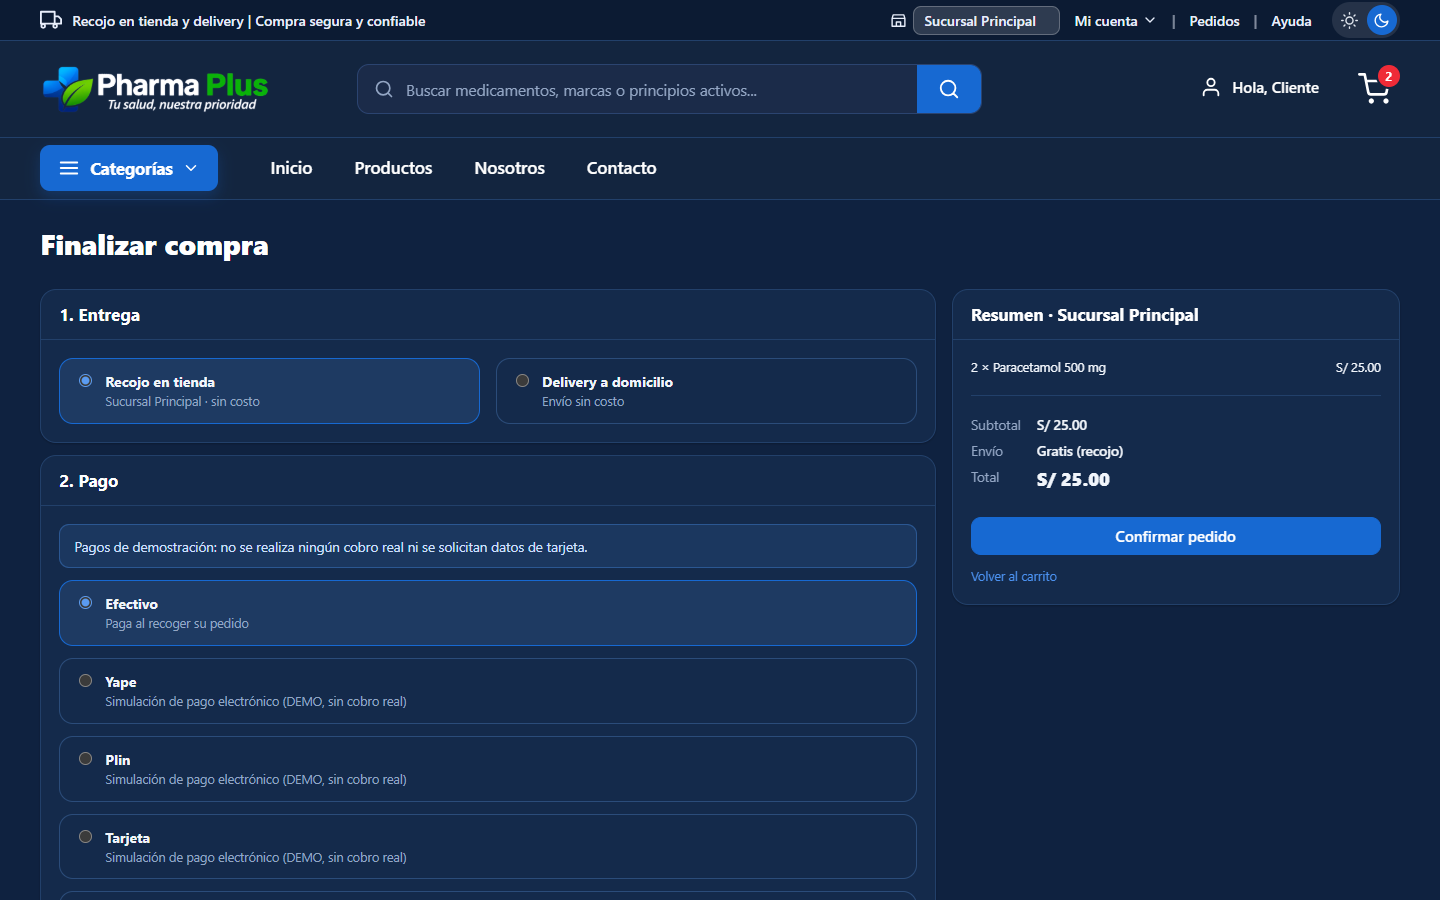 Recojo en tienda y delivery | Compra segura y confiable
Sucursal Principal
Mi cuenta | Pedidos | Ayuda
Pharma Plus
Tu salud, nuestra prioridad
Buscar medicamentos, marcas o principios activos...
Hola, Cliente
2
Categorías
Inicio
Productos
Nosotros
Contacto
Finalizar compra
1. Entrega
Recojo en tienda
Sucursal Principal · sin costo
Delivery a domicilio
Envío sin costo
2. Pago
Pagos de demostración: no se realiza ningún cobro real ni se solicitan datos de tarjeta.
Efectivo
Paga al recoger su pedido
Yape
Simulación de pago electrónico (DEMO, sin cobro real)
Plin
Simulación de pago electrónico (DEMO, sin cobro real)
Tarjeta
Simulación de pago electrónico (DEMO, sin cobro real)
Resumen · Sucursal Principal
2 × Paracetamol 500 mg S/ 25.00
Subtotal S/ 25.00
Envío Gratis (recojo)
Total S/ 25.00
Confirmar pedido
Volver al carrito